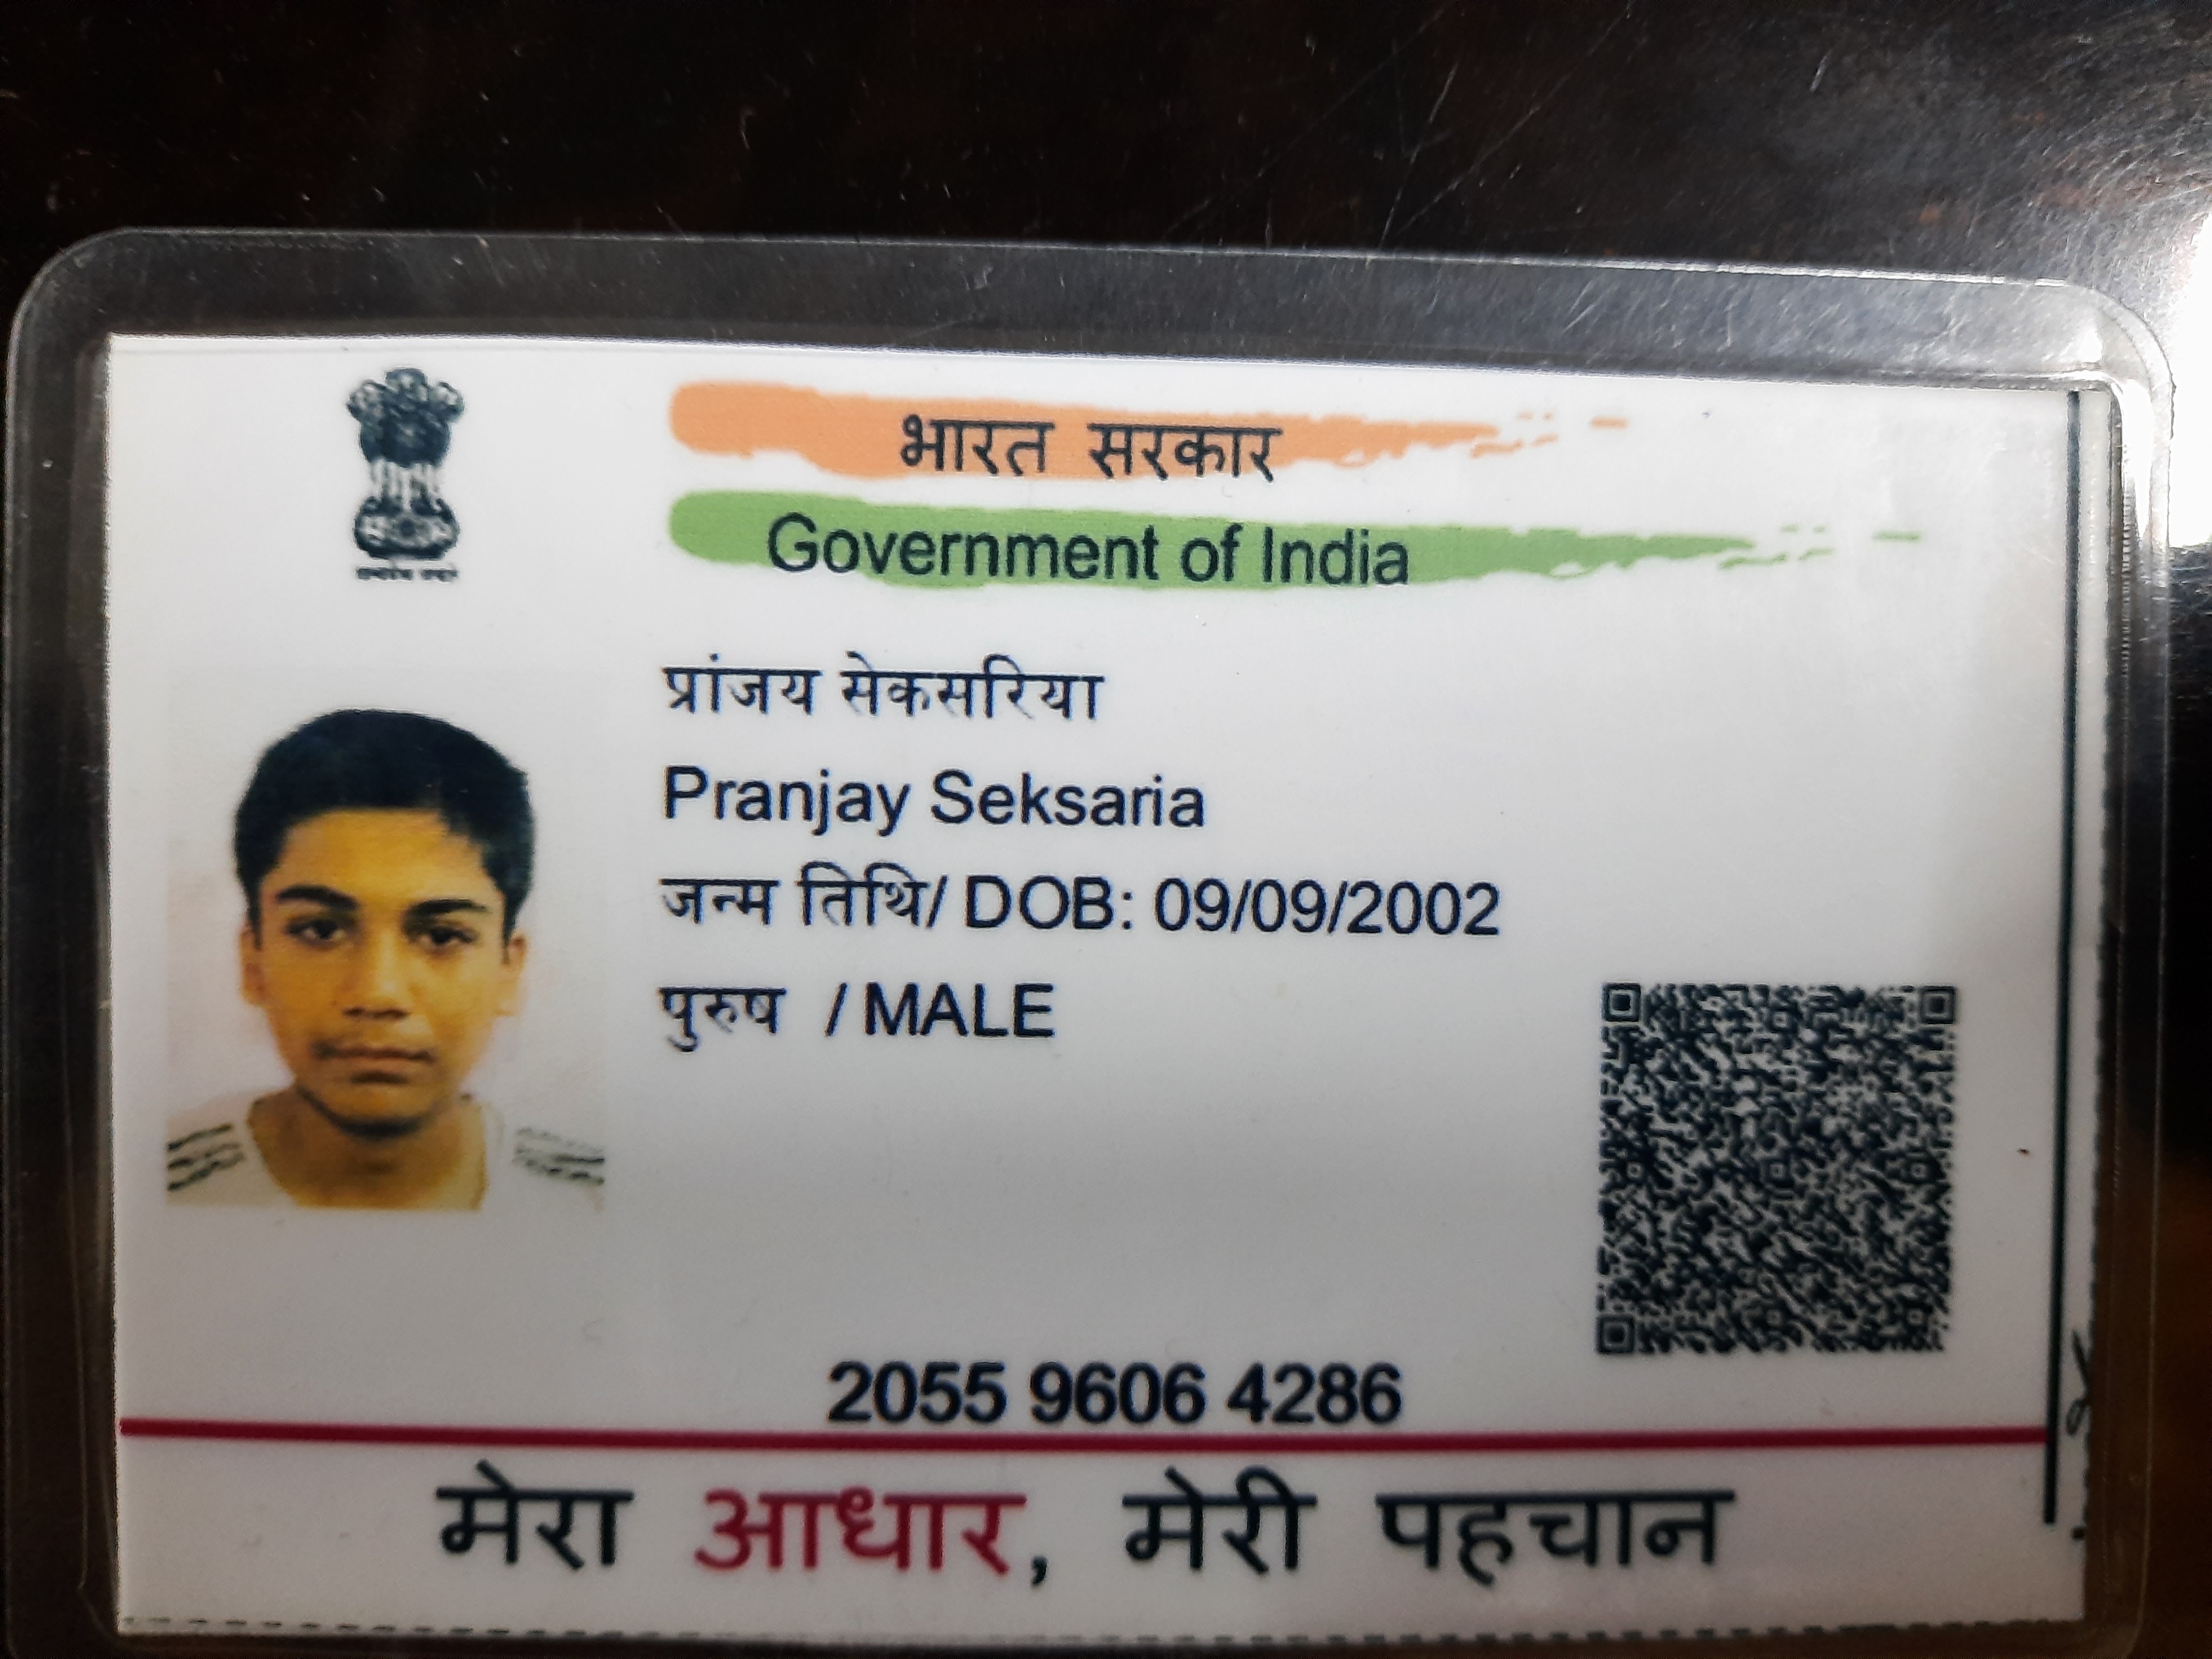 भारत सरकार
Government of India
प्रांजय सेकसरिया
Pranjay Seksaria
जन्म तिथि/ DOB: 09/09/2002
पुरुष / MALE
2055 9606 4286
मेरा आधार, मेरी पहचान